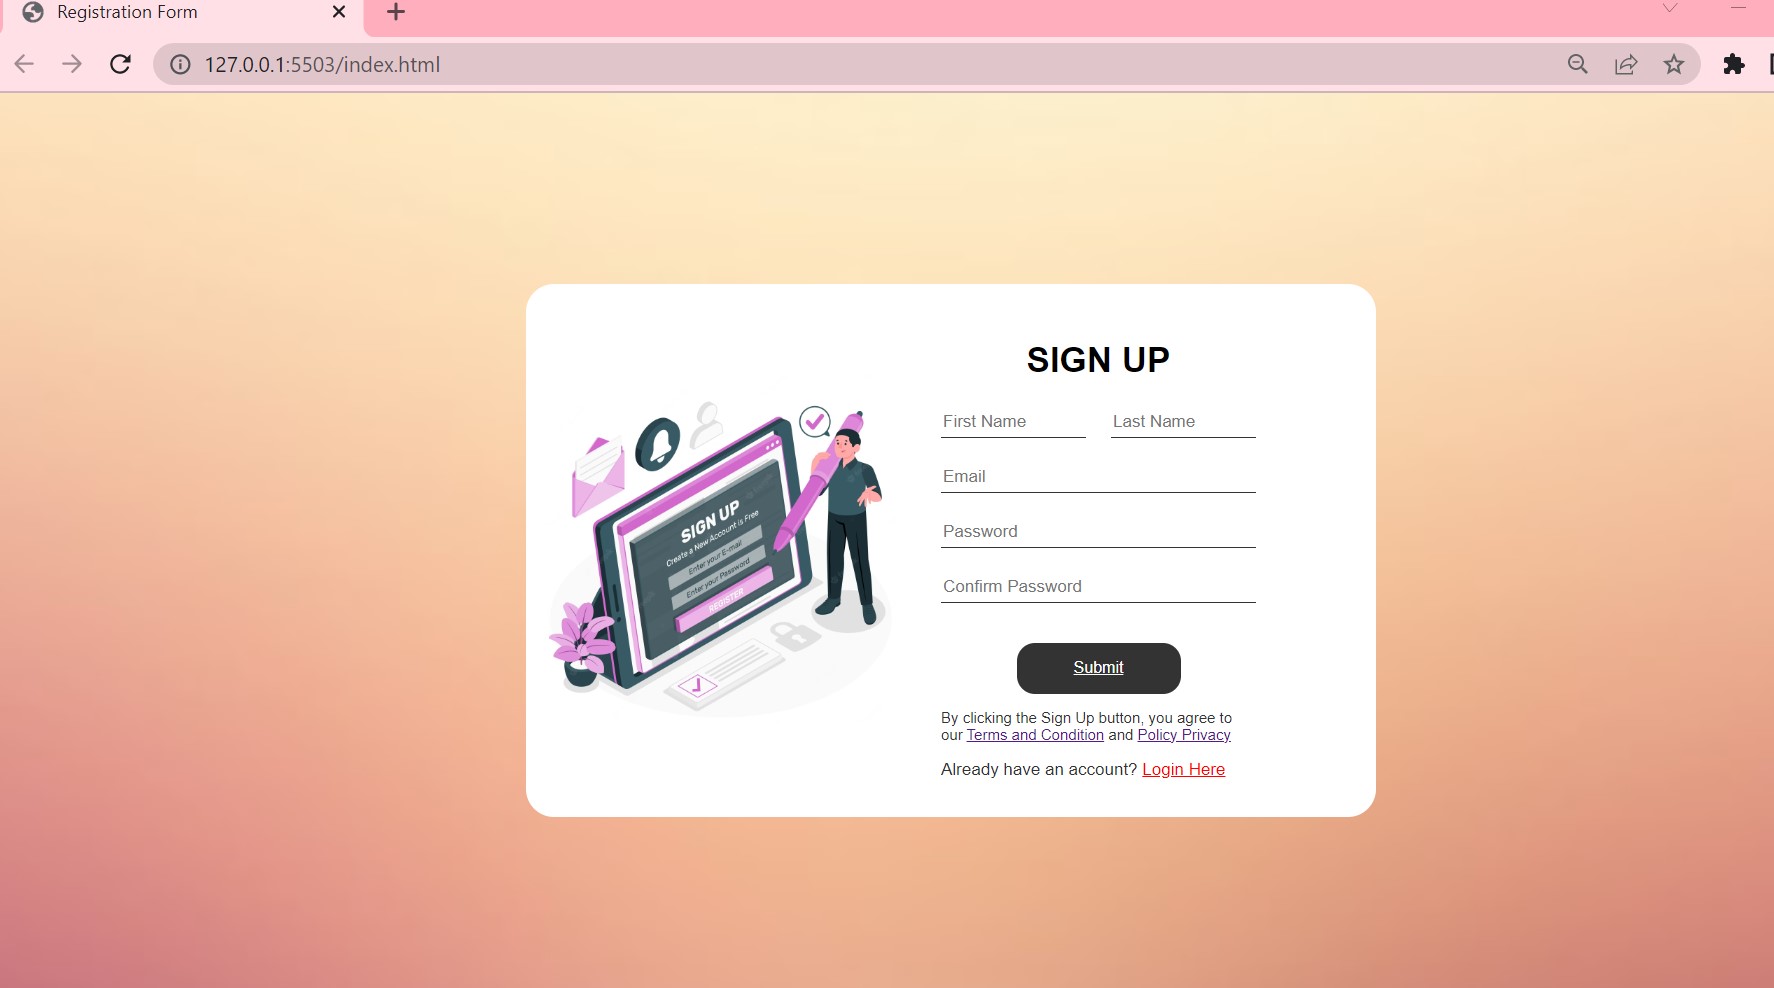 Registration Form
127.0.0.1:5503/index.html
SIGN UP
First Name Last Name
Email
Password
Confirm Password
Submit
By clicking the Sign Up button, you agree to
our Terms and Condition and Policy Privacy
Already have an account? Login Here
SIGN UP
Create a New Account is Free
Enter your E-mail
Enter your Password
REGISTER